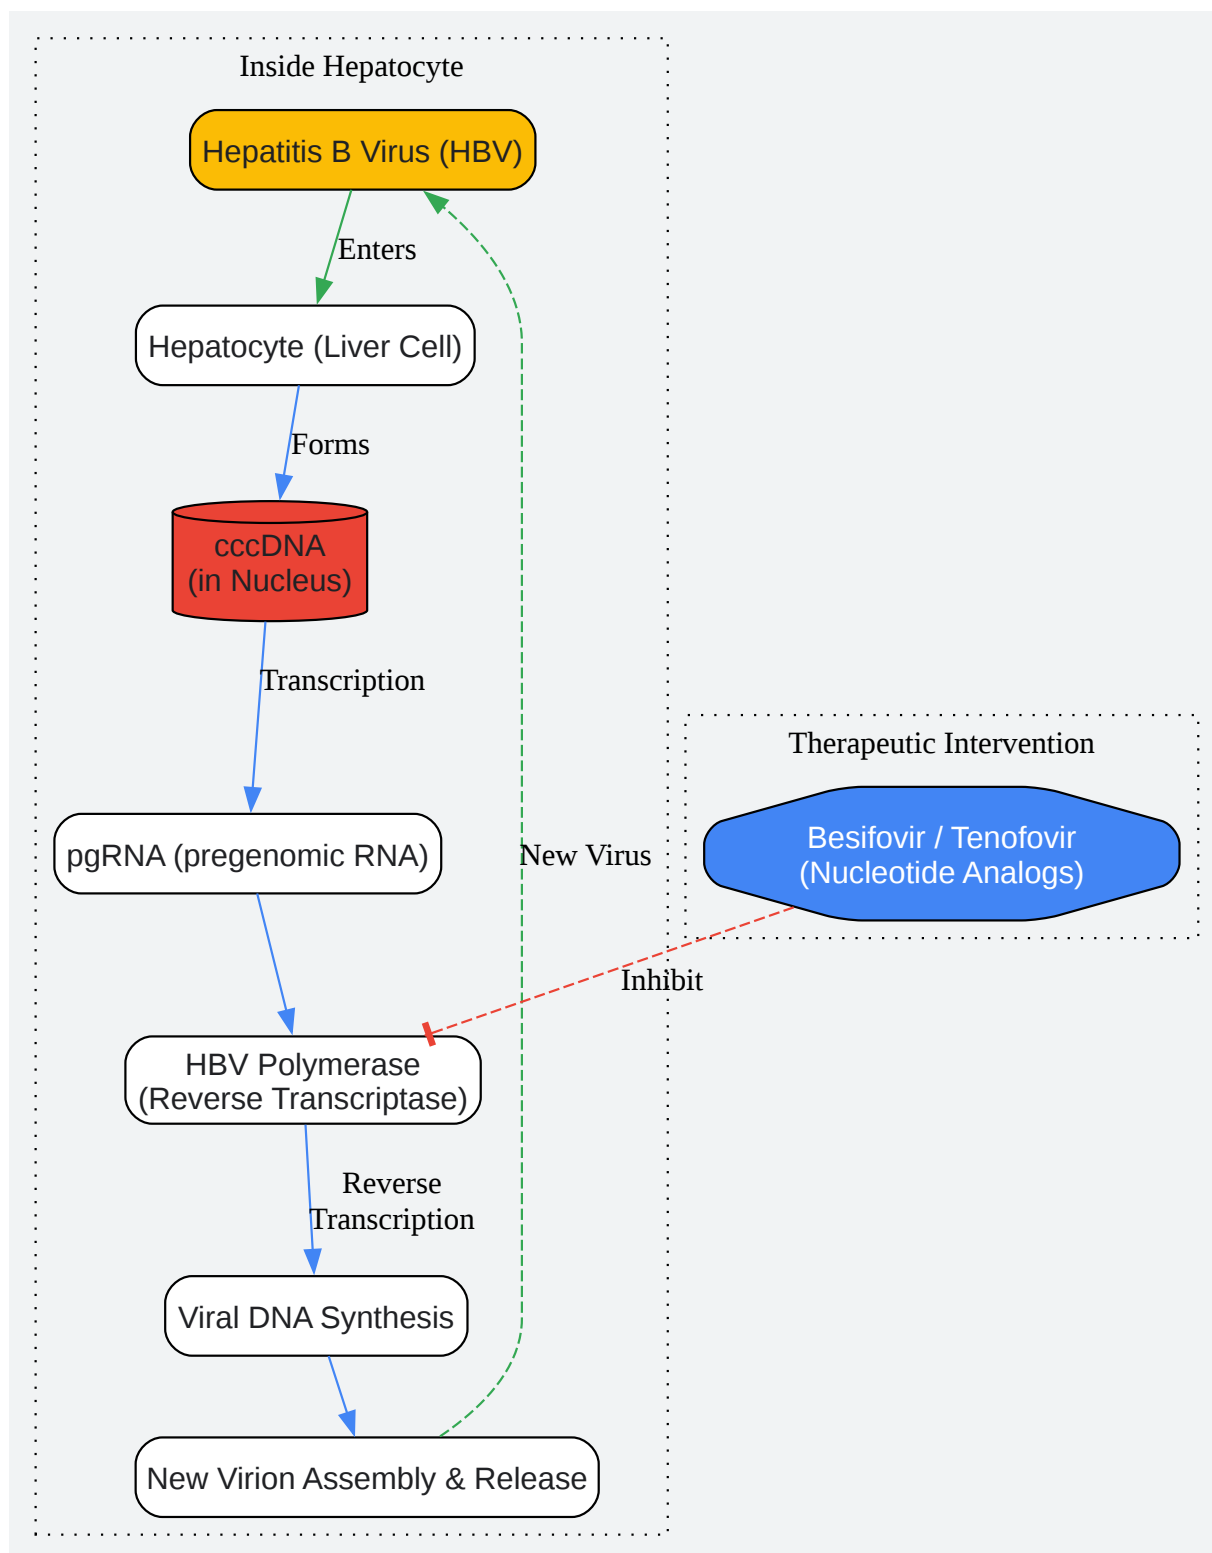 Inside Hepatocyte
Hepatitis B Virus (HBV)
Enters
Hepatocyte (Liver Cell)
Forms
cccDNA
(in Nucleus)
Transcription
pgRNA (pregenomic RNA)
New Virus
Therapeutic Intervention
Besifovir / Tenofovir
(Nucleotide Analogs)
Inhibit
HBV Polymerase
(Reverse Transcriptase)
Reverse
Transcription
Viral DNA Synthesis
New Virion Assembly & Release